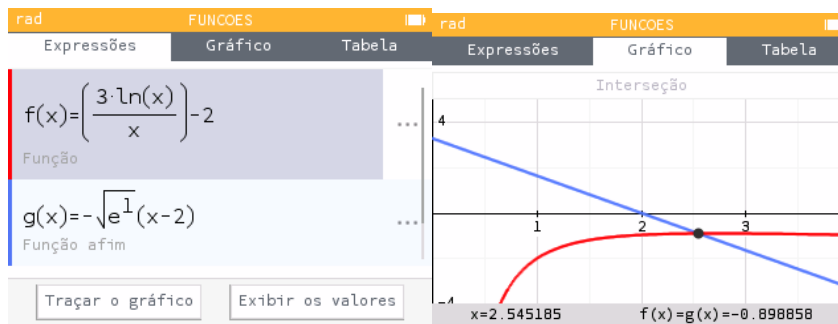 rad FUNCOES
Expressões Gráfico Tabela
f(x)=(3·ln(x)/x)-2
Função
...
g(x)=-√e^1(x-2)
Função afim
...
Traçar o gráfico Exibir os valores
rad FUNCOES
Expressões Gráfico Tabela
Interseção
4
1 2 3
-4
x=2.545185 f(x)=g(x)=-0.898858